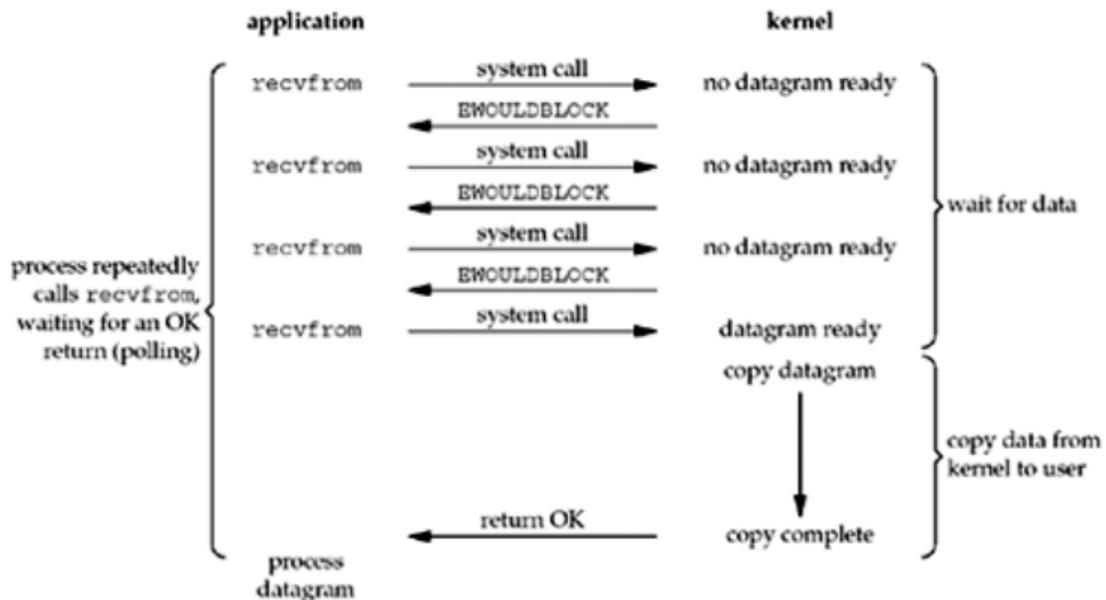 application
kernel
recvfrom
system call
no datagram ready
EWOULDBLOCK
recvfrom
system call
no datagram ready
EWOULDBLOCK
recvfrom
system call
no datagram ready
EWOULDBLOCK
recvfrom
system call
datagram ready
wait for data
process repeatedly
calls recvfrom,
waiting for an OK
return (polling)
copy datagram
copy data from
kernel to user
return OK
copy complete
process
datagram